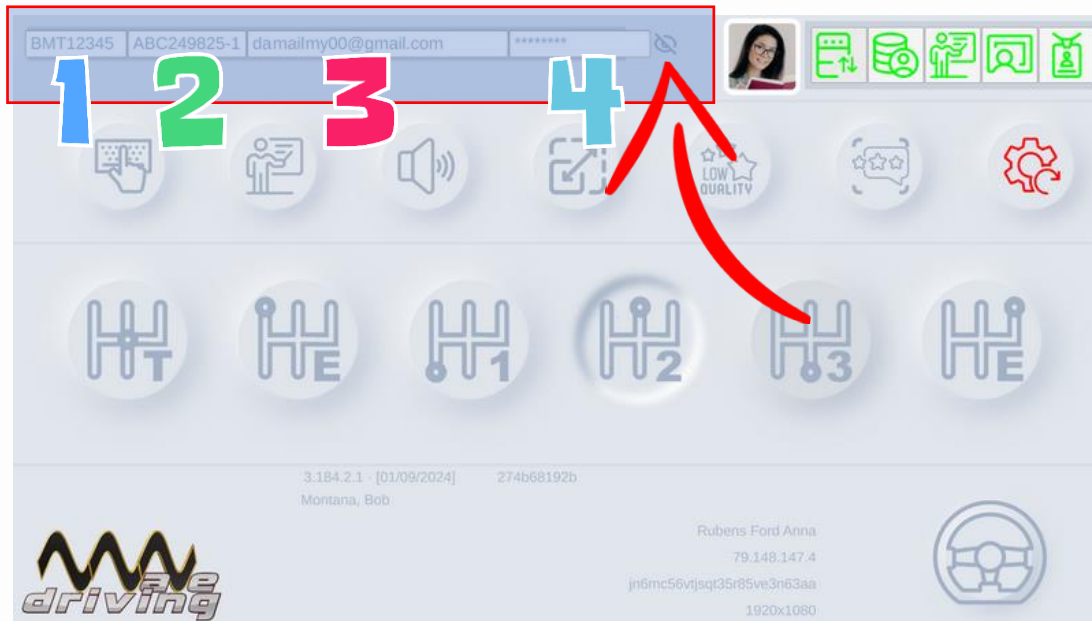 BMT12345 ABC249825-1 damailmy00@gmail.com ********
1 2 3 4
LOW
QUALITY
T E 1 2 3 E
3.184.2.1 - [01/09/2024] 274b68192b
Montana, Bob
Rubens Ford Anna
79.148.147.4
jn6mc56vtjsqt35r85ve3n63aa
1920x1080
driving